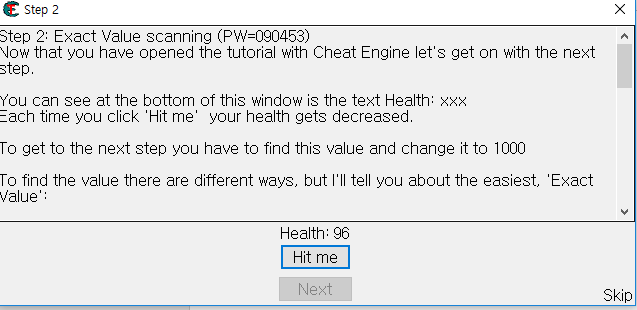 Step 2
Step 2: Exact Value scanning (PW=090453)
Now that you have opened the tutorial with Cheat Engine let's get on with the next
step.
You can see at the bottom of this window is the text Health: xxx
Each time you click 'Hit me'  your health gets decreased.
To get to the next step you have to find this value and change it to 1000
To find the value there are different ways, but I'll tell you about the easiest, 'Exact
Value':
Health: 96
Hit me
Next
Skip